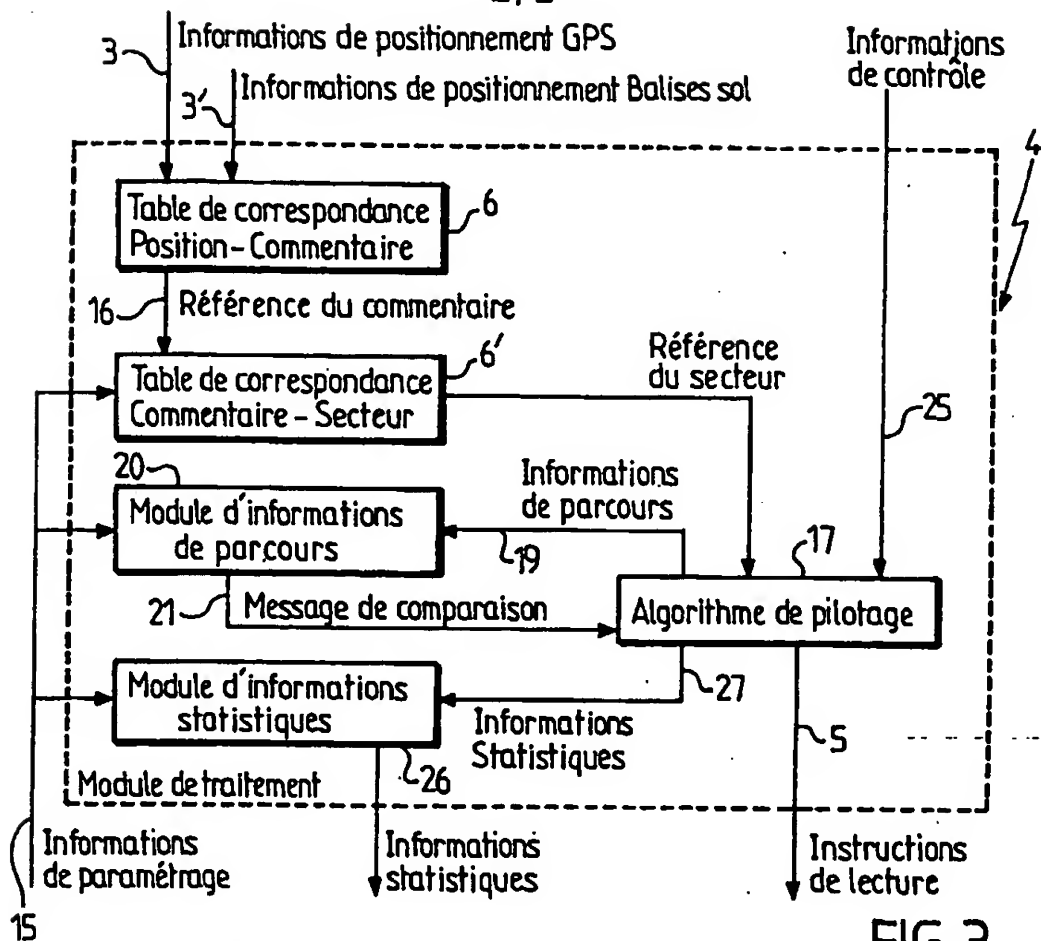 3
Informations de positionnement GPS
3'
Informations de positionnement Balises sol
Informations
de contrôle
4
Table de correspondance
Position-Commentaire
6
16
Référence du commentaire
Table de correspondance
Commentaire-Secteur
6'
Référence
du secteur
25
20
Module d'informations
de parcours
Informations
de parcours
19
17
21
Message de comparaison
Algorithme de pilotage
Module d'informations
statistiques
27
Informations
Statistiques
5
26
Module de traitement
Informations
de paramétrage
Informations
statistiques
Instructions
de lecture
15